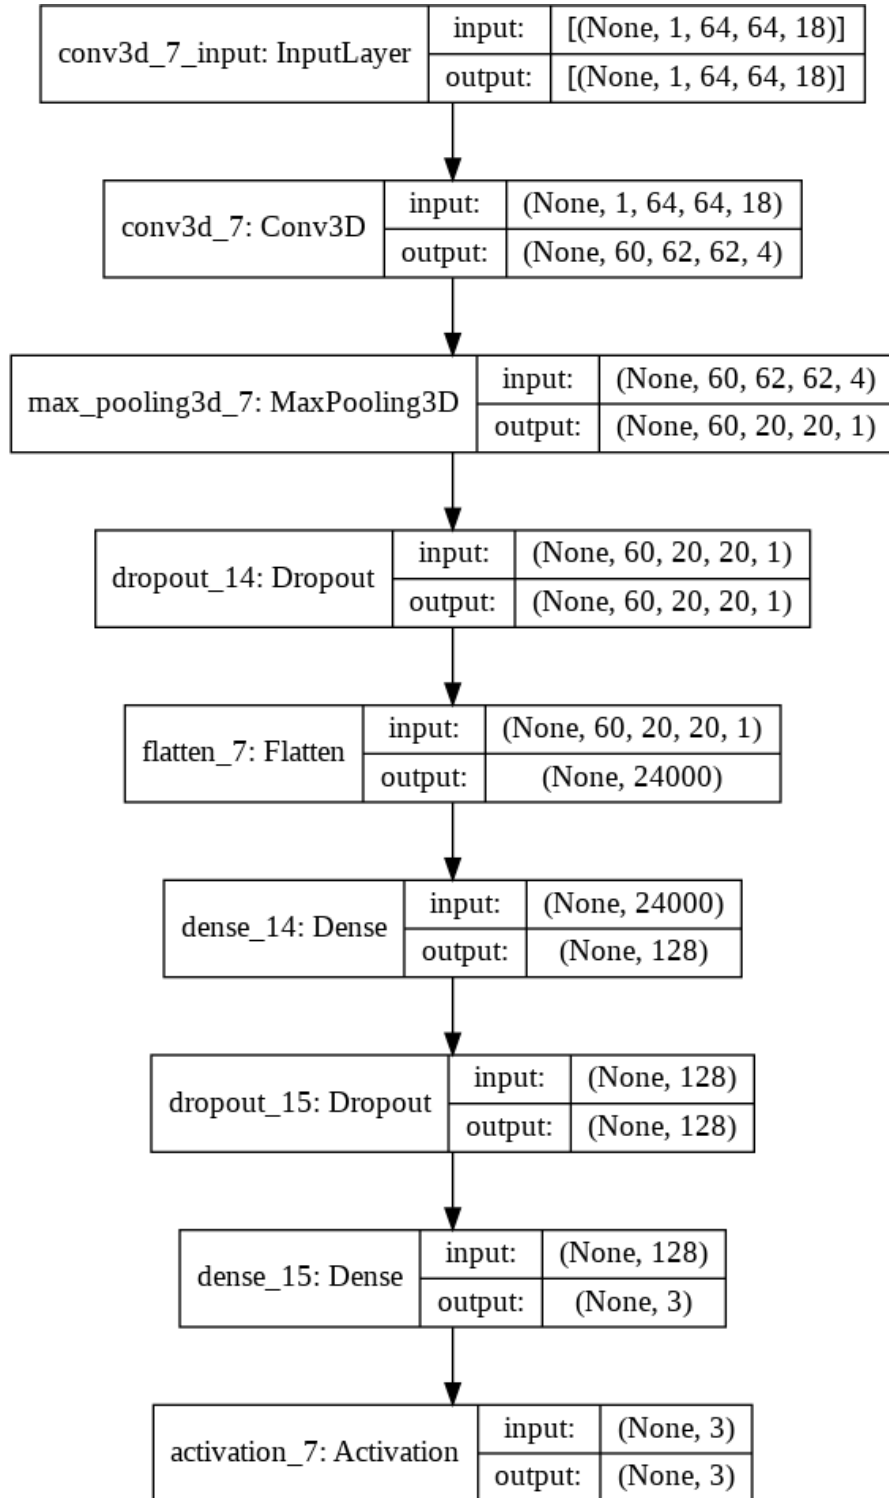 conv3d_7_input: InputLayer
input: [(None, 1, 64, 64, 18)]
output: [(None, 1, 64, 64, 18)]
conv3d_7: Conv3D
input: (None, 1, 64, 64, 18)
output: (None, 60, 62, 62, 4)
max_pooling3d_7: MaxPooling3D
input: (None, 60, 62, 62, 4)
output: (None, 60, 20, 20, 1)
dropout_14: Dropout
input: (None, 60, 20, 20, 1)
output: (None, 60, 20, 20, 1)
flatten_7: Flatten
input: (None, 60, 20, 20, 1)
output: (None, 24000)
dense_14: Dense
input: (None, 24000)
output: (None, 128)
dropout_15: Dropout
input: (None, 128)
output: (None, 128)
dense_15: Dense
input: (None, 128)
output: (None, 3)
activation_7: Activation
input: (None, 3)
output: (None, 3)